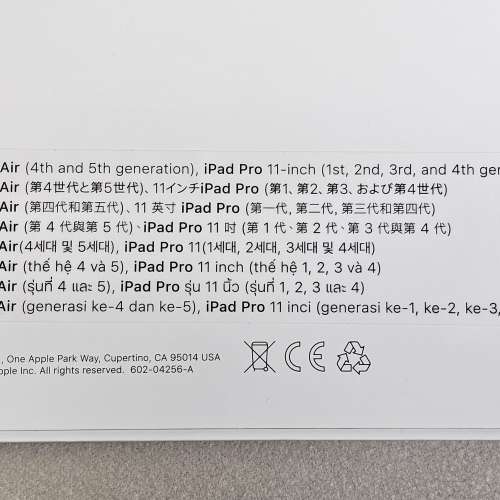 Air (4th and 5th generation), iPad Pro 11-inch (1st, 2nd, 3rd, and 4th gen
Air (第4世代と第5世代)、11インチiPad Pro (第1、第2、第3、および第4世代)
Air (第四代和第五代)、11 英寸 iPad Pro (第一代, 第二代, 第三代和第四代)
Air (第 4 代與第 5 代)、iPad Pro 11 吋 (第 1 代、第 2 代、第 3 代與第 4 代)
Air(4세대 및 5세대), iPad Pro 11(1세대, 2세대, 3세대 및 4세대)
Air (thế hệ 4 và 5), iPad Pro 11 inch (thế hệ 1, 2, 3 và 4)
Air (รุ่นที่ 4 และ 5), iPad Pro รุ่น 11 นิ้ว (รุ่นที่ 1, 2, 3 และ 4)
Air (generasi ke-4 dan ke-5), iPad Pro 11 inci (generasi ke-1, ke-2, ke-3,
, One Apple Park Way, Cupertino, CA 95014 USA
pple Inc. All rights reserved. 602-04256-A
CE